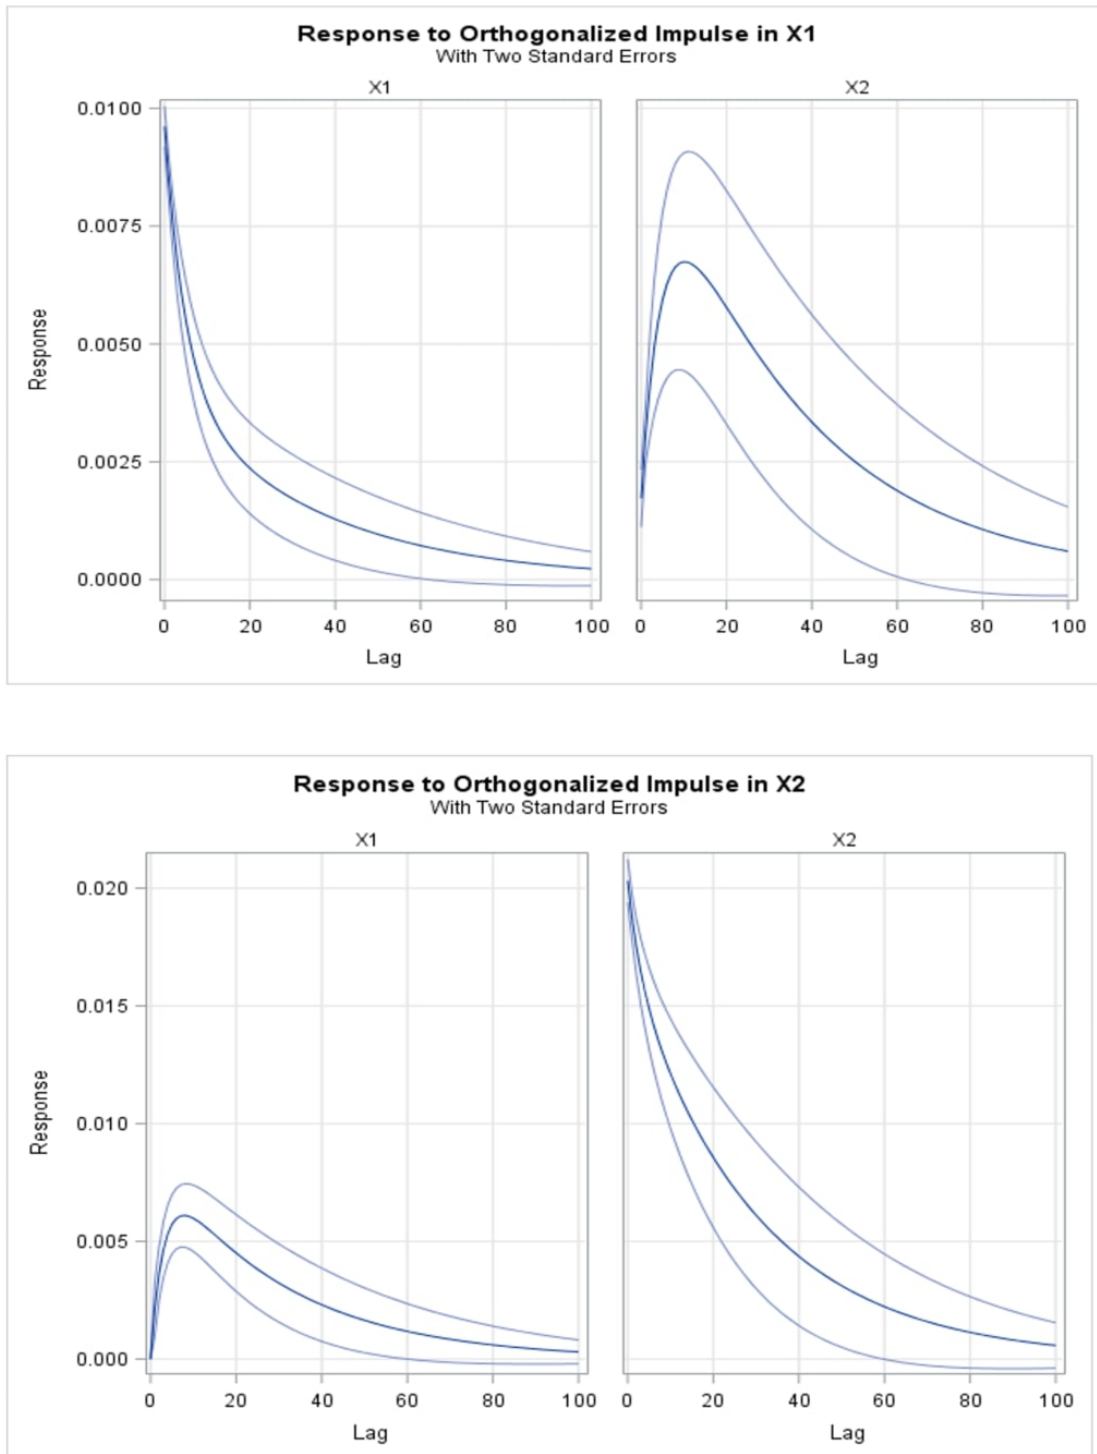 Response to Orthogonalized Impulse in X1
With Two Standard Errors
X1 X2
0.0100
0.0075
0.0050
0.0025
0.0000
Response
0 20 40 60 80 100 0 20 40 60 80 100
Lag Lag
Response to Orthogonalized Impulse in X2
With Two Standard Errors
X1 X2
0.020
0.015
0.010
0.005
0.000
Response
0 20 40 60 80 100 0 20 40 60 80 100
Lag Lag